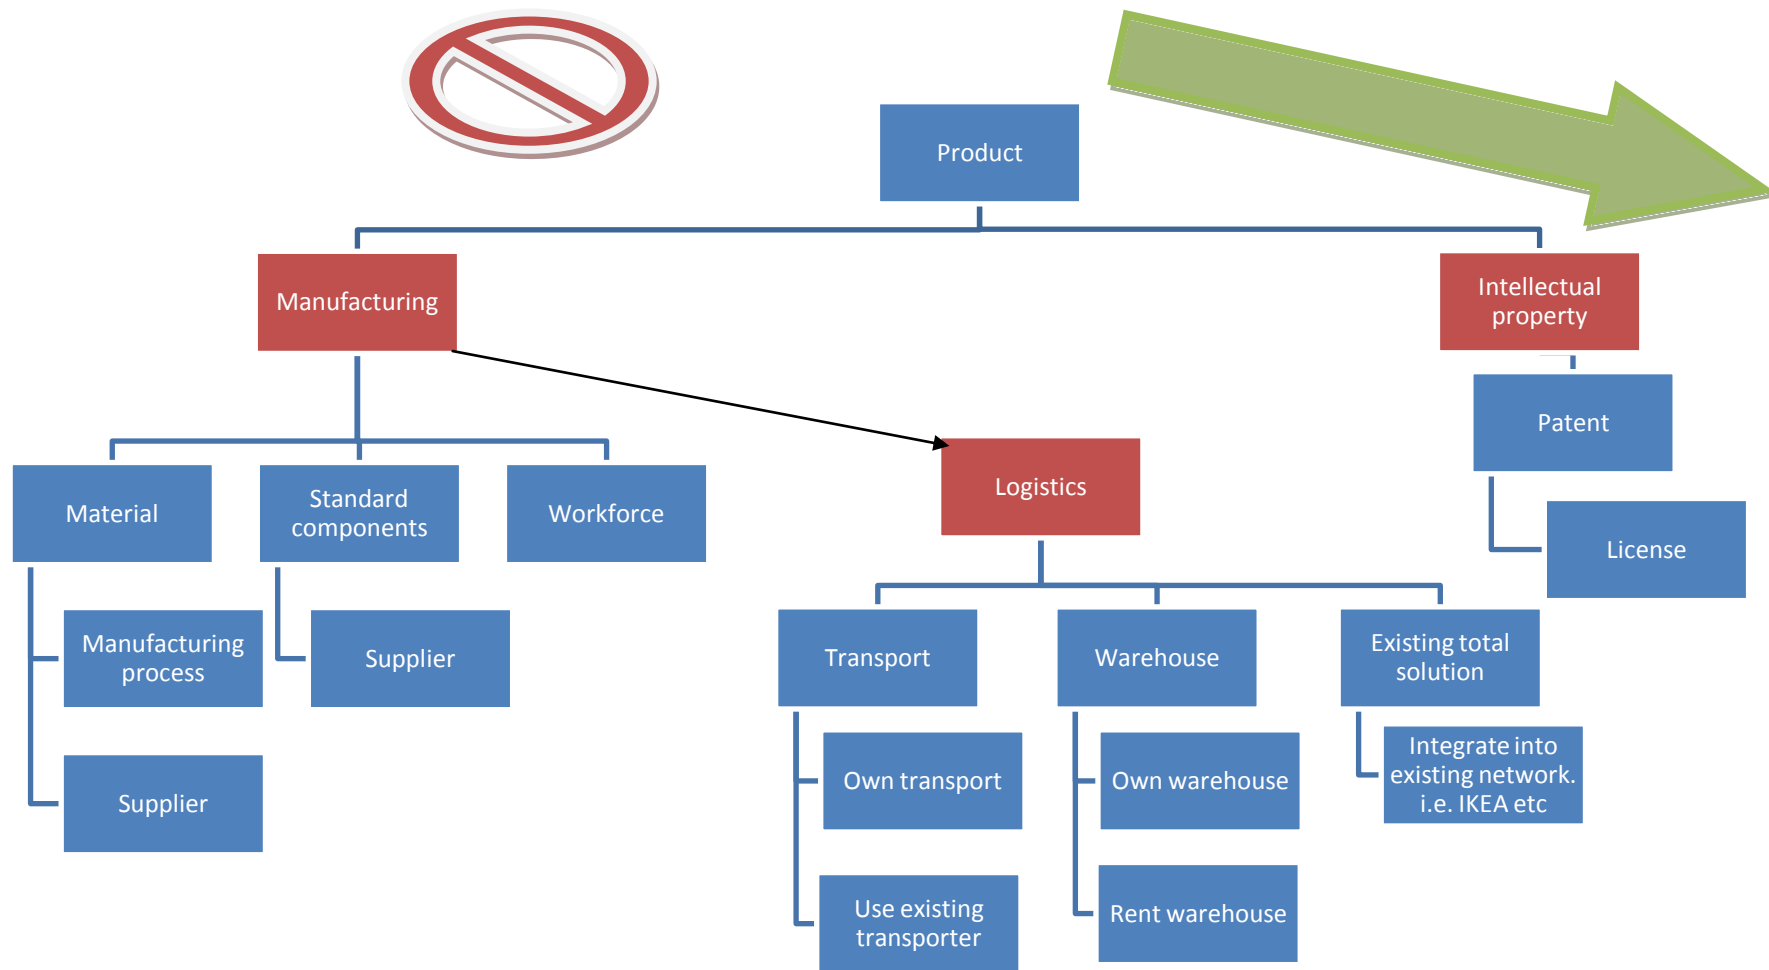 Product
Manufacturing
Intellectual
property
Patent
License
Logistics
Material
Standard
components
Workforce
Manufacturing
process
Supplier
Supplier
Transport
Warehouse
Existing total
solution
Own transport
Own warehouse
Integrate into
existing network.
i.e. IKEA etc
Use existing
transporter
Rent warehouse